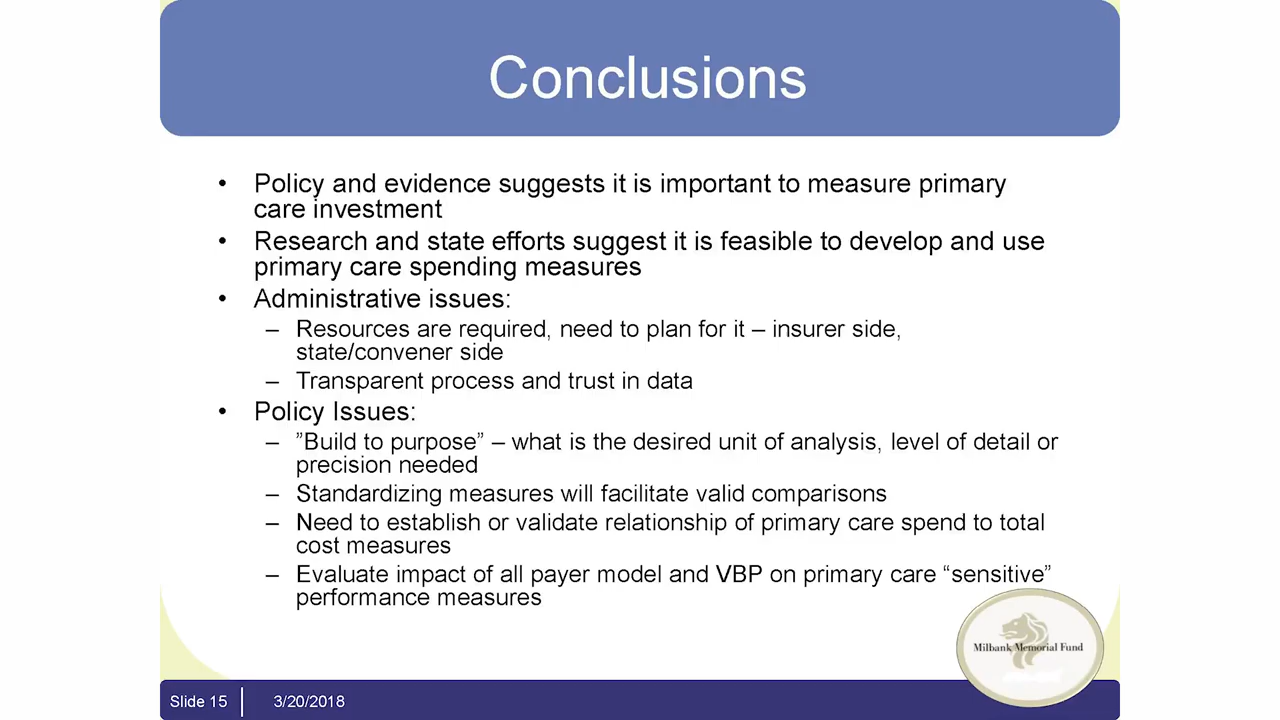 Conclusions
• Policy and evidence suggests it is important to measure primary
care investment
• Research and state efforts suggest it is feasible to develop and use
primary care spending measures
• Administrative issues:
– Resources are required, need to plan for it – insurer side,
state/convener side
– Transparent process and trust in data
• Policy Issues:
– ”Build to purpose” – what is the desired unit of analysis, level of detail or
precision needed
– Standardizing measures will facilitate valid comparisons
– Need to establish or validate relationship of primary care spend to total
cost measures
– Evaluate impact of all payer model and VBP on primary care “sensitive”
performance measures
Milbank Memorial Fund
Slide 15
3/20/2018